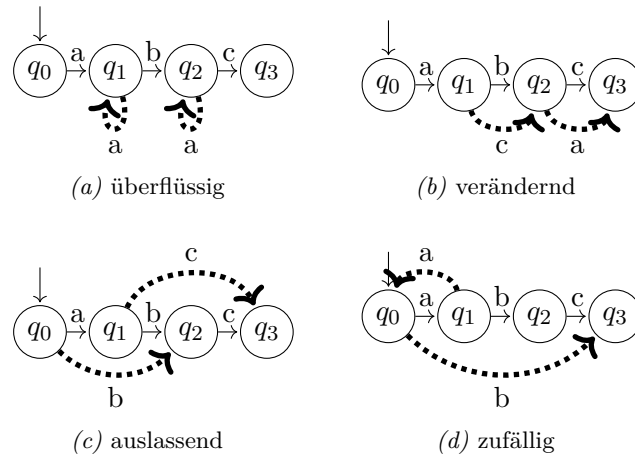 a b c
q0 q1 q2 q3
a a
(a) überflüssig
a b c
q0 q1 q2 q3
c a
(b) verändernd
c
a b c
q0 q1 q2 q3
b
(c) auslassend
a
a b c
q0 q1 q2 q3
b
(d) zufällig